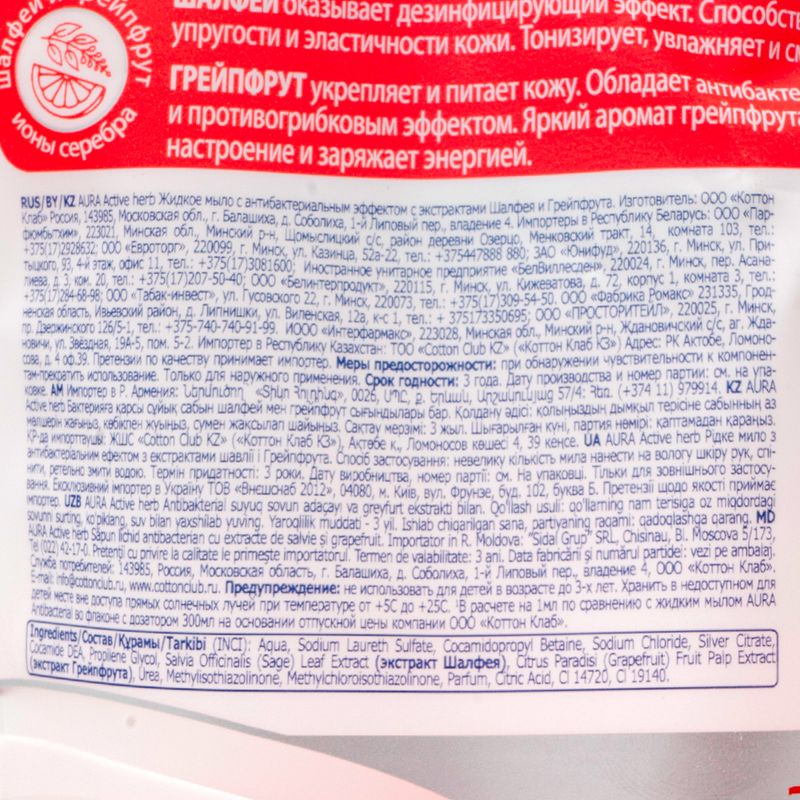 ШАЛФЕЙ оказывает дезинфицирующий эффект. Способств
упругости и эластичности кожи. Тонизирует, увлажняет и см
ГРЕЙПФРУТ укрепляет и питает кожу. Обладает антибакте
и противогрибковым эффектом. Яркий аромат грейпфрута
настроение и заряжает энергией.
шалфей и грейпфрут
ионы серебра
RUS/BY/KZ AURA Active herb Жидкое мыло с антибактериальным эффектом с экстрактами Шалфея и Грейпфрута. Изготовитель: ООО «Коттон
Клаб» Россия, 143985, Московская обл., г. Балашиха, д. Соболиха, 1-й Липовый пер., владение 4. Импортеры в Республику Беларусь: ООО «Пар-
фюмбытхим», 223021, Минская обл., Минский р-н, Щомыслицкий с/с, район деревни Озерцо, Менковский тракт, 14, комната 103, тел.:
+375(17)2928632; ООО «Евроторг», 220099, г. Минск, ул. Казинца, 52а-22, тел.: +375447888 880; ЗАО «Юнифуд», 220136, г. Минск, ул. При-
тыцкого, 93, 4-й этаж, офис 11, тел.: +375(17)3081600; Иностранное унитарное предприятие «БелВиллесден», 220024, г. Минск, пер. Асана-
лиева, д. 3, ком. 20, тел.: +375(17)207-50-40; ООО «Белинтерпродукт», 220115, г. Минск, ул. Кижеватова, д. 72, корпус 1, комната 3, тел.:
+375(17)284-68-98; ООО «Табак-инвест», ул. Гусовского 22, г. Минск, 220073, тел.: +375(17)309-54-50. ООО «Фабрика Ромакс» 231335, Грод-
ненская область, Ивьевский район, д. Липнишки, ул. Виленская, 12а, к-с 1, тел. : + 375173350695; ООО «ПРОСТОРИТЕЙЛ», 220025, г. Минск,
пр. Дзержинского 126/5-1, тел.: +375-740-740-91-99. ИООО «Интерфармакс», 223028, Минская обл., Минский р-н, Ждановичский с/с, аг. Жда-
новичи, ул. Звёздная, 19А-5, пом. 5-2. Импортер в Республику Казахстан: ТОО «Cotton Club KZ» («Коттон Клаб КЗ») Адрес: РК Актобе, Ломоно-
сова, д. 4 оф.39. Претензии по качеству принимает импортер. Меры предосторожности: при обнаружении чувствительности к компонен-
там-прекратить использование. Только для наружного применения. Срок годности: 3 года. Дата производства и номер партии: см. на упа-
ковке. AM Импортер в Р. Армения: 0026, 57/4: (+374 11) 979914. KZ AURA
Active herb Бактерияға қарсы сұйық сабын шалфей мен грейпфрут сығындылары бар. Қолдану әдісі: қолыңыздың дымқыл терісіне сабынның аз
мөлшерін жағыңыз, көбікпен жуыңыз, сумен жақсылап шайыңыз. Сақтау мерзімі: 3 жыл. Шығарылған күні, партия нөмірі: қаптамадан қараңыз.
ҚР-да импорттаушы: ЖШС «Cotton Club KZ» («Коттон Клаб КЗ»), Ақтөбе қ., Ломоносов көшесі 4, 39 кеңсе. UA AURA Active herb Рідке мило з
антибактеріальним ефектом з екстрактами шавлії і Грейпфрута. Спосіб застосування: невелику кількість мила нанести на вологу шкіру рук, спі-
нити, ретельно змити водою. Термін придатності: 3 роки. Дату виробництва, номер партії: см. на Упаковці. Тільки для зовнішнього застосу-
вання. Ексклюзивний імпортер в Україну ТОВ «Внєшснаб 2012», 04080, м. Київ, вул. Фрунзе, буд. 102, буква Б. Претензії щодо якості приймає
імпортер. UZB AURA Active herb Antibakterial suyuq sovun adaçay va greyfurt ekstrakti bilan. Qo'llash usuli: qo'llarning nam terisiga oz miqdordagi
sovunni surting, ko'piklang, suv bilan yaxshilab yuving. Yaroqlilik muddati - 3 yil. Ishlab chiqarilgan sana, partiyaning raqami: qadoqlashga qarang. MD
AURA Active herb Săpun lichid antibacterian cu extracte de salvie si grapefruit. Importator in R. Moldova: "Sidal Grup" SRL, Chisinau, Bl. Moscova 5/173,
Tel (022) 42-17-0. Pretenții cu privire la calitate le primește importatorul. Termen de valabilitate: 3 ani. Data fabricării și numărul partidei: vezi pe ambalaj.
Служба потребителей: 143985, Россия, Московская область, г. Балашиха, д. Соболиха, 1-й Липовый пер., владение 4, ООО «Коттон Клаб».
E-mail: info@cottonclub.ru, www.cottonclub.ru. Предупреждение: не использовать для детей в возрасте до 3-х лет. Хранить в недоступном для
детей месте вне доступа прямых солнечных лучей при температуре от +5С до +25С. ¹В расчете на 1мл по сравнению с жидким мылом AURA
Antibacterial во флаконе с дозатором 300мл на основании отпускной цены компании ООО «Коттон Клаб».
Ingredients/Состав/Құрамы/Tarkibi (INCI): Aqua, Sodium Laureth Sulfate, Cocamidopropyl Betaine, Sodium Chloride, Silver Citrate,
Cocamide DEA, Propylene Glycol, Salvia Officinalis (Sage) Leaf Extract (экстракт Шалфея), Citrus Paradisi (Grapefruit) Fruit Palp Extract
(экстракт Грейпфрута), Urea, Methylisothiazolinone, Methylchloroisothiazolinone, Parfum, Citric Acid, CI 14720, CI 19140.